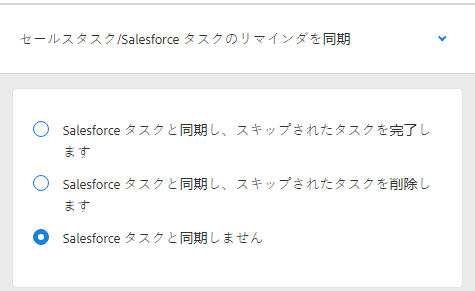 セールスタスク/Salesforce タスクのリマインダを同期
Salesforce タスクと同期し、スキップされたタスクを完了し
ます
Salesforce タスクと同期し、スキップされたタスクを削除し
ます
Salesforce タスクと同期しません